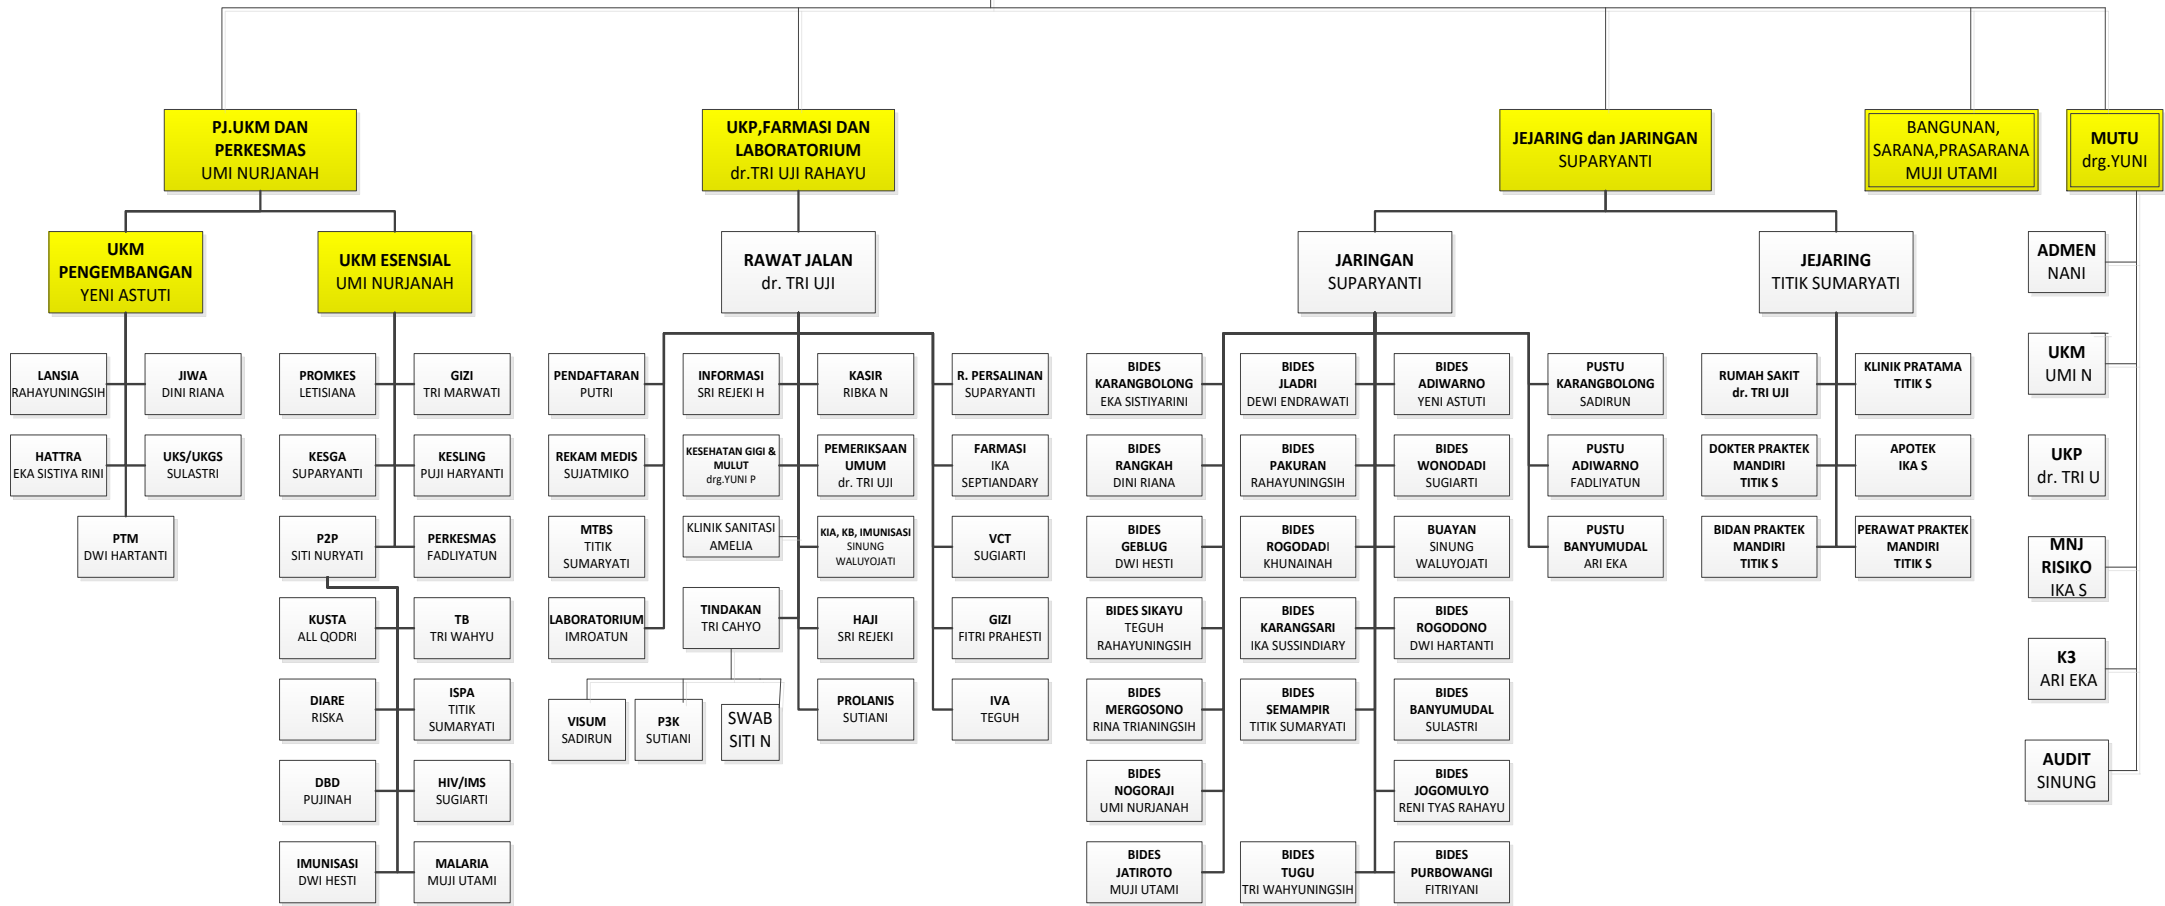 PJ.UKM DAN
PERKESMAS
UMI NURJANAH
UKP,FARMASI DAN
LABORATORIUM
dr.TRI UJI RAHAYU
JEJARING dan JARINGAN
SUPARYANTI
BANGUNAN,
SARANA,PRASARANA
MUJI UTAMI
MUTU
drg.YUNI
UKM
PENGEMBANGAN
YENI ASTUTI
UKM ESENSIAL
UMI NURJANAH
RAWAT JALAN
dr. TRI UJI
JARINGAN
SUPARYANTI
JEJARING
TITIK SUMARYATI
ADMEN
NANI
LANSIA
RAHAYUNINGSIH
JIWA
DINI RIANA
PROMKES
LETISIANA
GIZI
TRI MARWATI
PENDAFTARAN
PUTRI
INFORMASI
SRI REJEKI H
KASIR
RIBKA N
R. PERSALINAN
SUPARYANTI
BIDES
KARANGBOLONG
EKA SISTIYARINI
BIDES
JLADRI
DEWI ENDRAWATI
BIDES
ADIWARNO
YENI ASTUTI
PUSTU
KARANGBOLONG
SADIRUN
RUMAH SAKIT
dr. TRI UJI
KLINIK PRATAMA
TITIK S
UKM
UMI N
HATTRA
EKA SISTIYA RINI
UKS/UKGS
SULASTRI
KESGA
SUPARYANTI
KESLING
PUJI HARYANTI
REKAM MEDIS
SUJATMIKO
KESEHATAN GIGI &
MULUT
drg.YUNI P
PEMERIKSAAN
UMUM
dr. TRI UJI
FARMASI
IKA
SEPTIANDARY
BIDES
RANGKAH
DINI RIANA
BIDES
PAKURAN
RAHAYUNINGSIH
BIDES
WONODADI
SUGIARTI
PUSTU
ADIWARNO
FADLIYATUN
DOKTER PRAKTEK
MANDIRI
TITIK S
APOTEK
IKA S
UKP
dr. TRI U
PTM
DWI HARTANTI
P2P
SITI NURYATI
PERKESMAS
FADLIYATUN
MTBS
TITIK
SUMARYATI
KLINIK SANITASI
AMELIA
KIA, KB, IMUNISASI
SINUNG
WALUYOJATI
VCT
SUGIARTI
BIDES
GEBLUG
DWI HESTI
BIDES
ROGODADI
KHUNAINAH
BUAYAN
SINUNG
WALUYOJATI
PUSTU
BANYUMUDAL
ARI EKA
BIDAN PRAKTEK
MANDIRI
TITIK S
PERAWAT PRAKTEK
MANDIRI
TITIK S
MNJ
RISIKO
IKA S
KUSTA
ALL QODRI
TB
TRI WAHYU
LABORATORIUM
IMROATUN
TINDAKAN
TRI CAHYO
HAJI
SRI REJEKI
GIZI
FITRI PRAHESTI
BIDES SIKAYU
TEGUH
RAHAYUNINGSIH
BIDES
KARANGSARI
IKA SUSSINDIARY
BIDES
ROGODONO
DWI HARTANTI
K3
ARI EKA
DIARE
RISKA
ISPA
TITIK
SUMARYATI
VISUM
SADIRUN
P3K
SUTIANI
SWAB
SITI N
PROLANIS
SUTIANI
IVA
TEGUH
BIDES
MERGOSONO
RINA TRIANINGSIH
BIDES
SEMAMPIR
TITIK SUMARYATI
BIDES
BANYUMUDAL
SULASTRI
AUDIT
SINUNG
DBD
PUJINAH
HIV/IMS
SUGIARTI
BIDES
NOGORAJI
UMI NURJANAH
BIDES
JOGOMULYO
RENI TYAS RAHAYU
IMUNISASI
DWI HESTI
MALARIA
MUJI UTAMI
BIDES
JATIROTO
MUJI UTAMI
BIDES
TUGU
TRI WAHYUNINGSIH
BIDES
PURBOWANGI
FITRIYANI